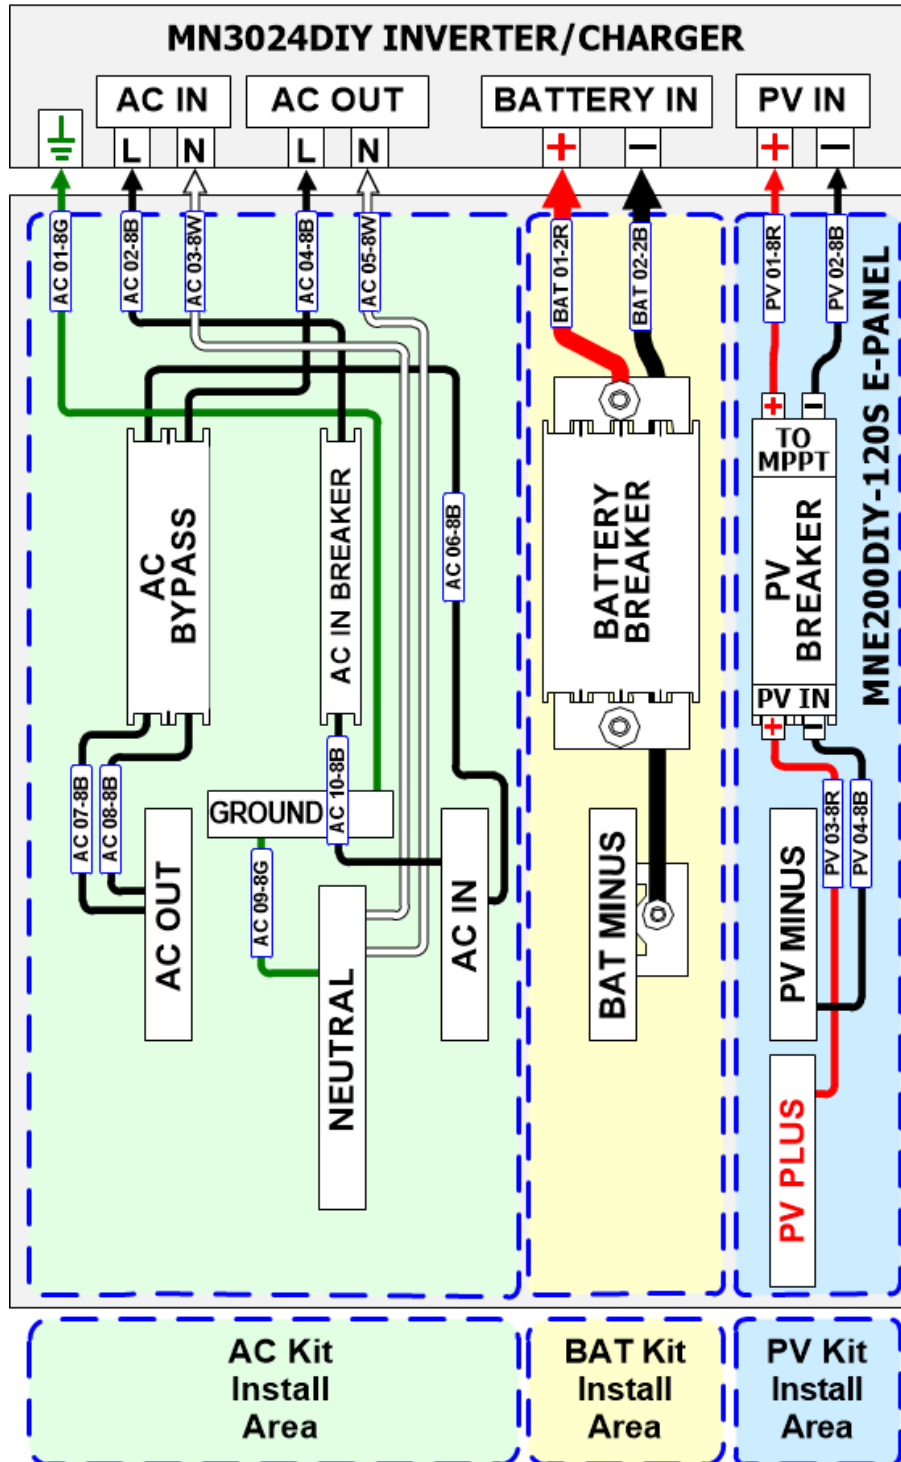 MN3024DIY INVERTER/CHARGER
AC IN
AC OUT
BATTERY IN
PV IN
L
N
L
N
+
−
+
−
AC 01-8G
AC 02-8B
AC 03-8W
AC 04-8B
AC 05-8W
BAT 01-2R
BAT 02-2B
PV 01-8R
PV 02-8B
MNE200DIY-120S E-PANEL
AC
BYPASS
AC IN BREAKER
AC 06-8B
BATTERY
BREAKER
+
−
TO
MPPT
PV
BREAKER
PV IN
+
−
AC 07-8B
AC 08-8B
AC 10-8B
GROUND
AC 09-8G
AC OUT
NEUTRAL
AC IN
BAT MINUS
PV 03-8R
PV 04-8B
PV MINUS
PV PLUS
AC Kit
Install
Area
BAT Kit
Install
Area
PV Kit
Install
Area